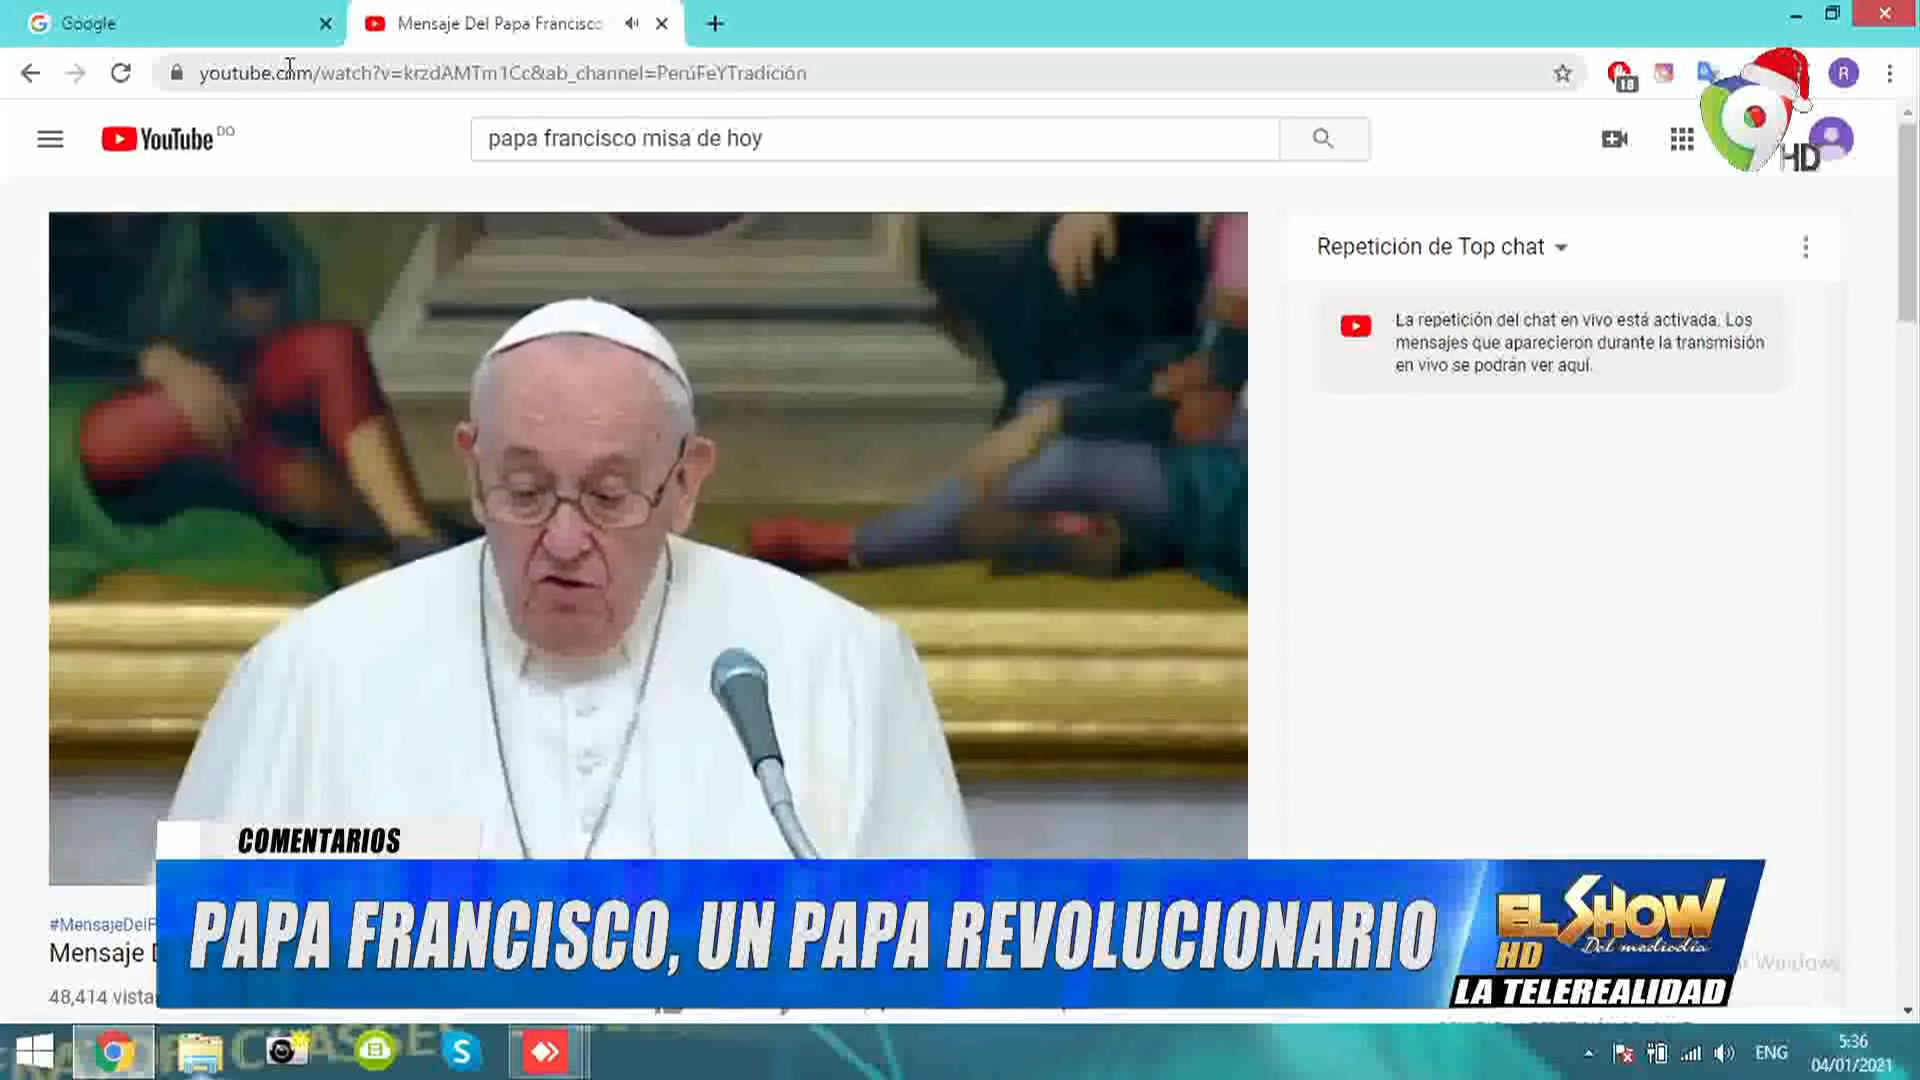 Google
Mensaje Del Papa Francisco
youtube.com/watch?v=krzdAMTm1Cc&ab_channel=PerúFeYTradición
18
R
YouTube DO
papa francisco misa de hoy
HD
Repetición de Top chat
La repetición del chat en vivo está activada. Los
mensajes que aparecieron durante la transmisión
en vivo se podrán ver aquí.
COMENTARIOS
PAPA FRANCISCO, UN PAPA REVOLUCIONARIO
EL SHOW
Del mediodía
HD
LA TELEREALIDAD
#MensajeDelP
Mensaje D
48,414 vista
Windows
ENG
5:36
04/01/2021